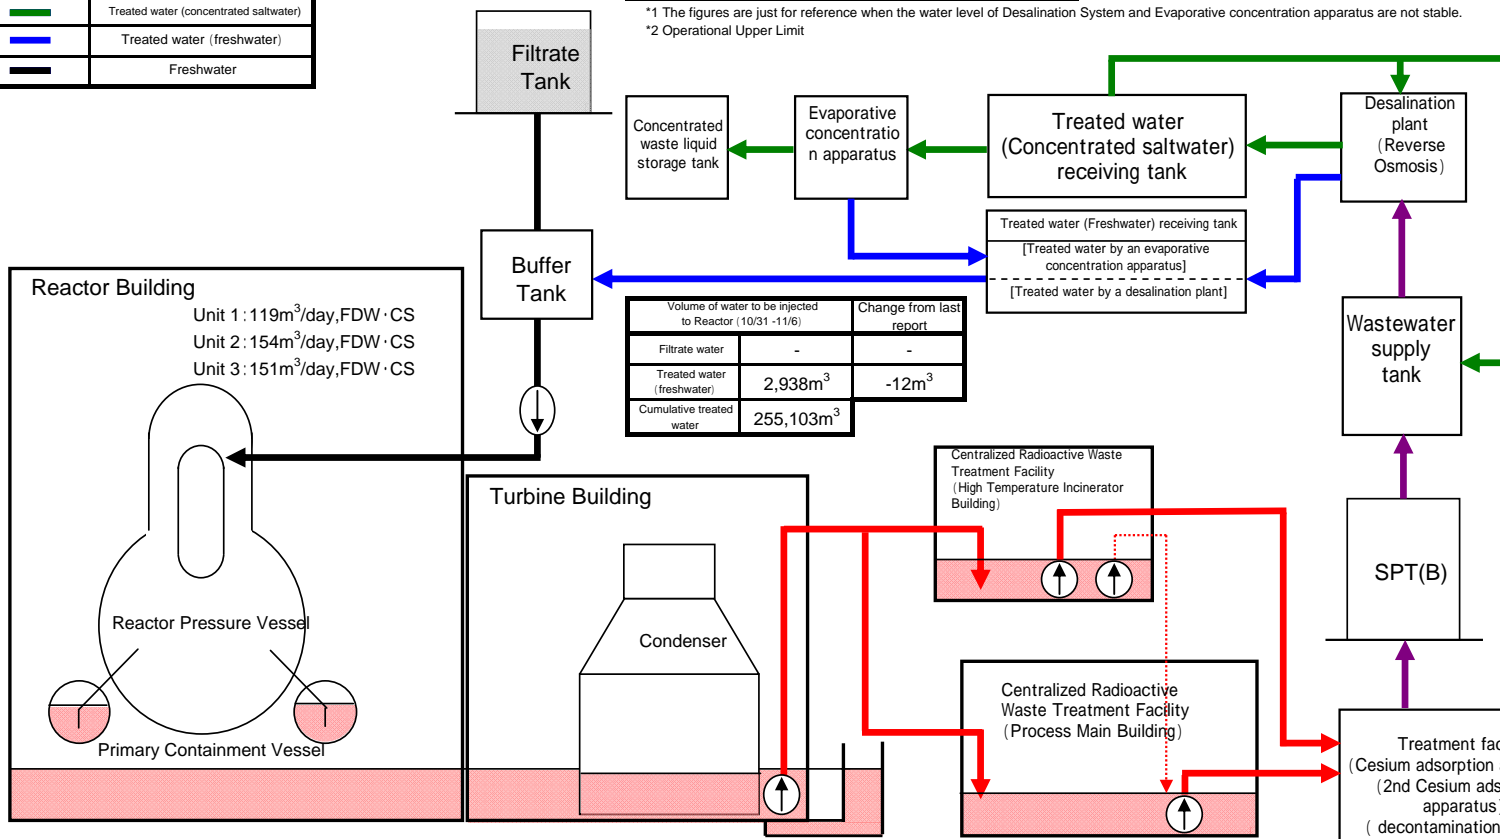 Treated water (concentrated saltwater)
Treated water (freshwater)
Freshwater
*1 The figures are just for reference when the water level of Desalination System and Evaporative concentration apparatus are not stable.
*2 Operational Upper Limit
Filtrate
Tank
Concentrated
waste liquid
storage tank
Evaporative
concentratio
n apparatus
Treated water
(Concentrated saltwater)
receiving tank
Desalination
plant
(Reverse
Osmosis)
Treated water (Freshwater) receiving tank
[Treated water by an evaporative
concentration apparatus]
[Treated water by a desalination plant]
Buffer
Tank
Reactor Building
Unit 1:119m³/day,FDW·CS
Unit 2:154m³/day,FDW·CS
Unit 3:151m³/day,FDW·CS
Volume of water to be injected
to Reactor (10/31 -11/6)
Change from last
report
Filtrate water - -
Treated water
(freshwater)
2,938m³ -12m³
Cumulative treated
water
255,103m³
Wastewater
supply
tank
Centralized Radioactive Waste
Treatment Facility
(High Temperature Incinerator
Building)
Turbine Building
SPT(B)
Condenser
Reactor Pressure Vessel
Primary Containment Vessel
Centralized Radioactive
Waste Treatment Facility
(Process Main Building)
Treatment
(Cesium adsorption
(2nd Cesium
apparatus
( decontamination